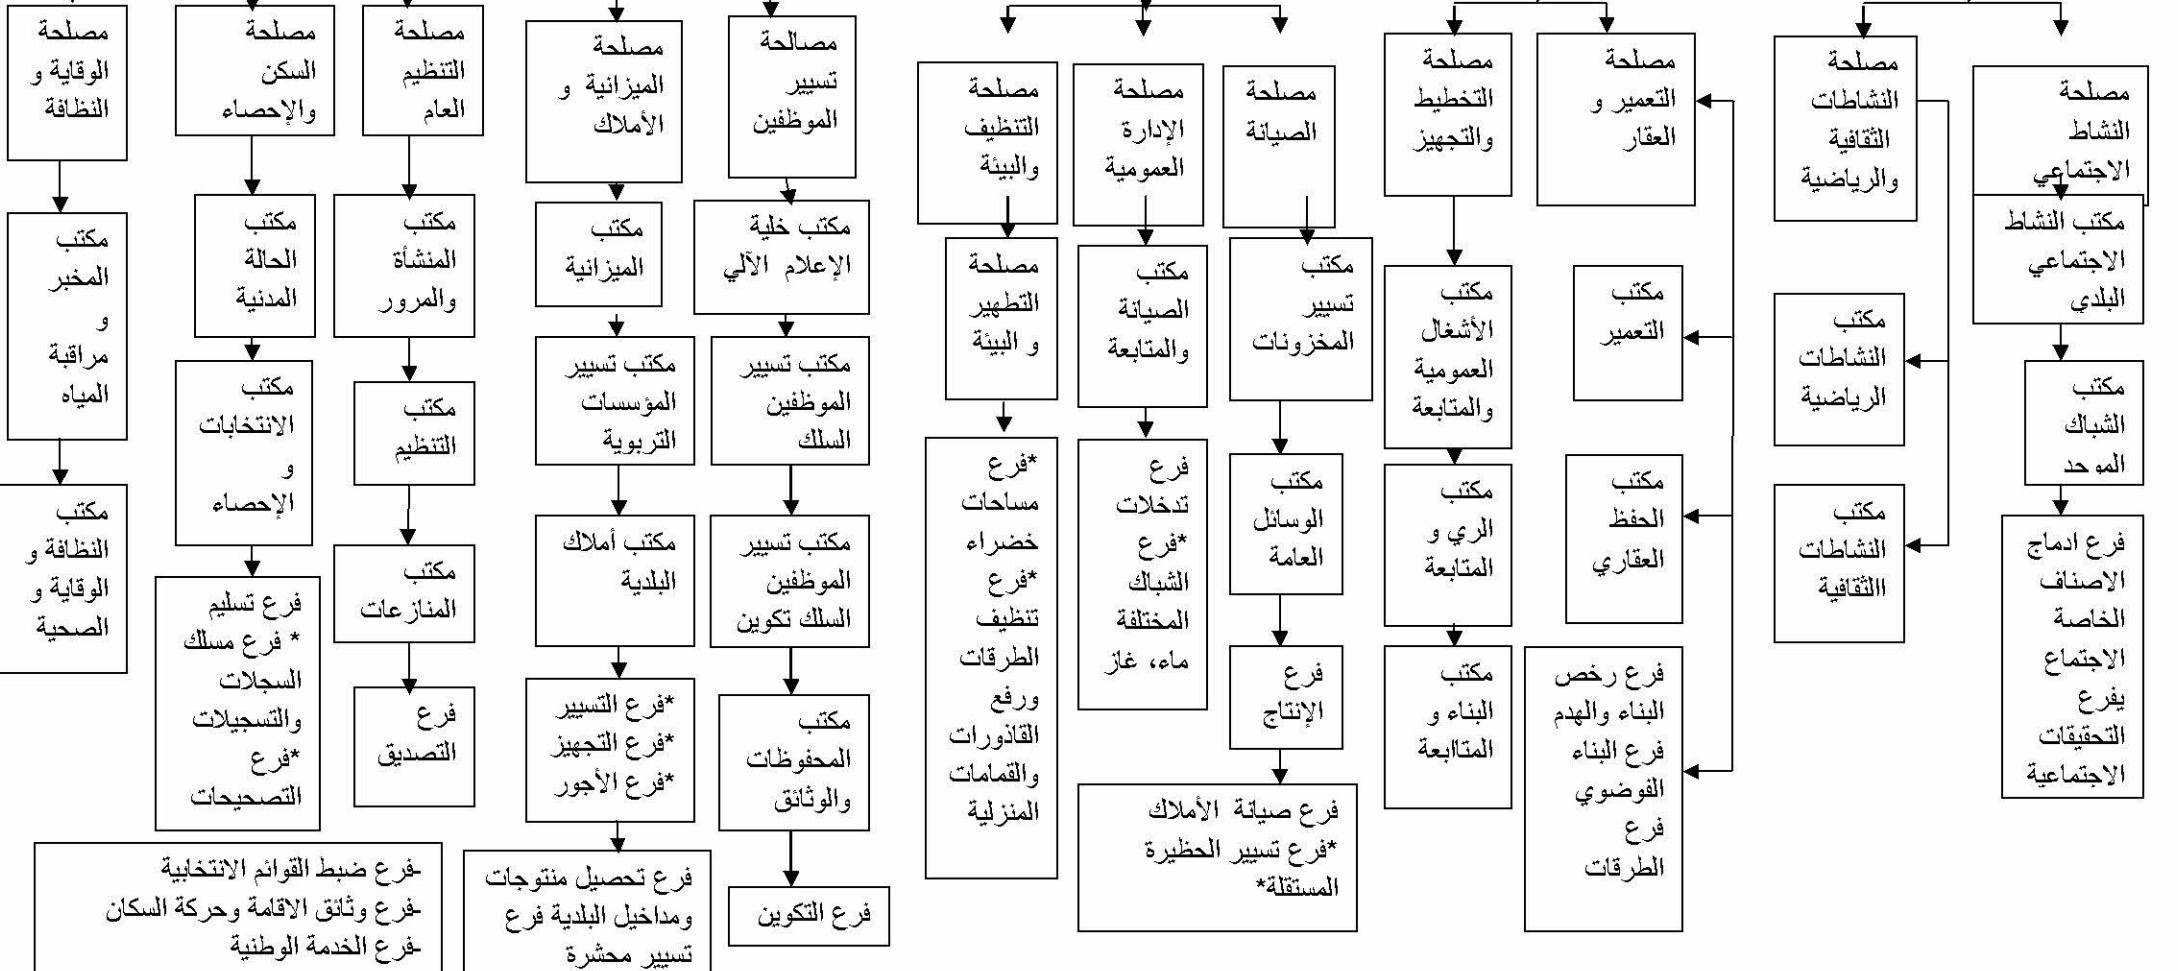 مصلحة
النشاط
الاجتماعي
مكتب النشاط
الاجتماعي
البلدي
مكتب
الشباك
الموحد
فرع ادماج
الاصناف
الخاصة
الاجتماع
يفرع
التحقيقات
الاجتماعية
مصلحة
النشاطات
الثقافية
والرياضية
مكتب
النشاطات
الرياضية
مكتب
النشاطات
االثقافية
مصلحة
التعمير و
العقار
مكتب
التعمير
مكتب
الحفظ
العقاري
فرع رخص
البناء والهدم
فرع البناء
الفوضوي
فرع
الطرقات
مصلحة
التخطيط
والتجهيز
مكتب
الأشغال
العمومية
والمتابعة
مكتب
الري و
المتابعة
مكتب
البناء و
المتاابعة
مصلحة
الصيانة
مكتب
تسيير
المخزونات
مكتب
الوسائل
العامة
فرع
الإنتاج
فرع صيانة الأملاك
*فرع تسيير الحظيرة
المستقلة*
مصلحة
الإدارة
العمومية
مكتب
الصيانة
والمتابعة
فرع
تدخلات
*فرع
الشباك
المختلفة
ماء، غاز
مصلحة
التنظيف
والبيئة
مصلحة
التطهير
و البيئة
*فرع
مساحات
خضراء
*فرع
تنظيف
الطرقات
ورفع
القاذورات
والقمامات
المنزلية
مصالحة
تسيير
الموظفين
مكتب خلية
الإعلام الآلي
مكتب تسيير
الموظفين
السلك
مكتب تسيير
الموظفين
السلك تكوين
مكتب
المحفوظات
والوثائق
فرع التكوين
مصلحة
الميزانية و
الأملاك
مكتب
الميزانية
مكتب تسيير
المؤسسات
التربوية
مكتب أملاك
البلدية
*فرع التسيير
*فرع التجهيز
*فرع الأجور
فرع تحصيل منتوجات
ومداخيل البلدية فرع
تسيير محشرة
مصلحة
التنظيم
العام
مكتب
المنشأة
والمرور
مكتب
التنظيم
مكتب
المنازعات
فرع
التصديق
مصلحة
السكن
والإحصاء
مكتب
الحالة
المدنية
مكتب
الانتخابات
و
الإحصاء
فرع تسليم
* فرع مسلك
السجلات
والتسجيلات
*فرع
التصحيحات
-فرع ضبط القوائم الانتخابية
-فرع وثائق الاقامة وحركة السكان
-فرع الخدمة الوطنية
مصلحة
الوقاية و
النظافة
مكتب
المخبر
و
مراقبة
المياه
مكتب
النظافة و
الوقاية و
الصحية